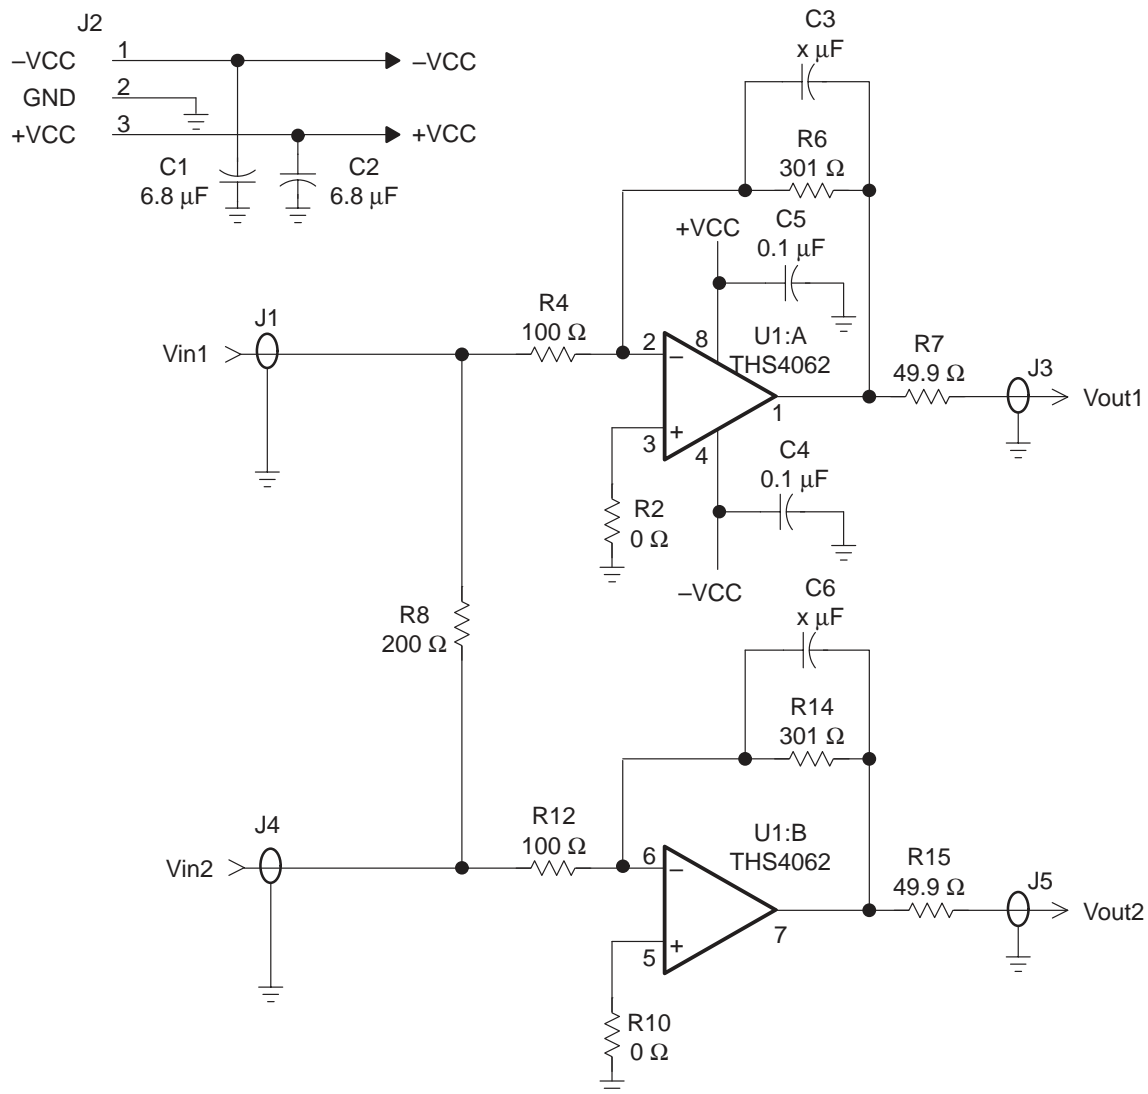 J2
–VCC 1 –VCC
GND 2
+VCC 3 +VCC
C1
6.8 µF
C2
6.8 µF
C3
x µF
R6
301 Ω
+VCC
C5
0.1 µF
Vin1
J1
R4
100 Ω
2
–
8
U1:A
THS4062
1
R7
49.9 Ω
J3
Vout1
3
+
4
C4
0.1 µF
R2
0 Ω
–VCC
R8
200 Ω
C6
x µF
R14
301 Ω
Vin2
J4
R12
100 Ω
6
–
U1:B
THS4062
7
R15
49.9 Ω
J5
Vout2
5
+
R10
0 Ω